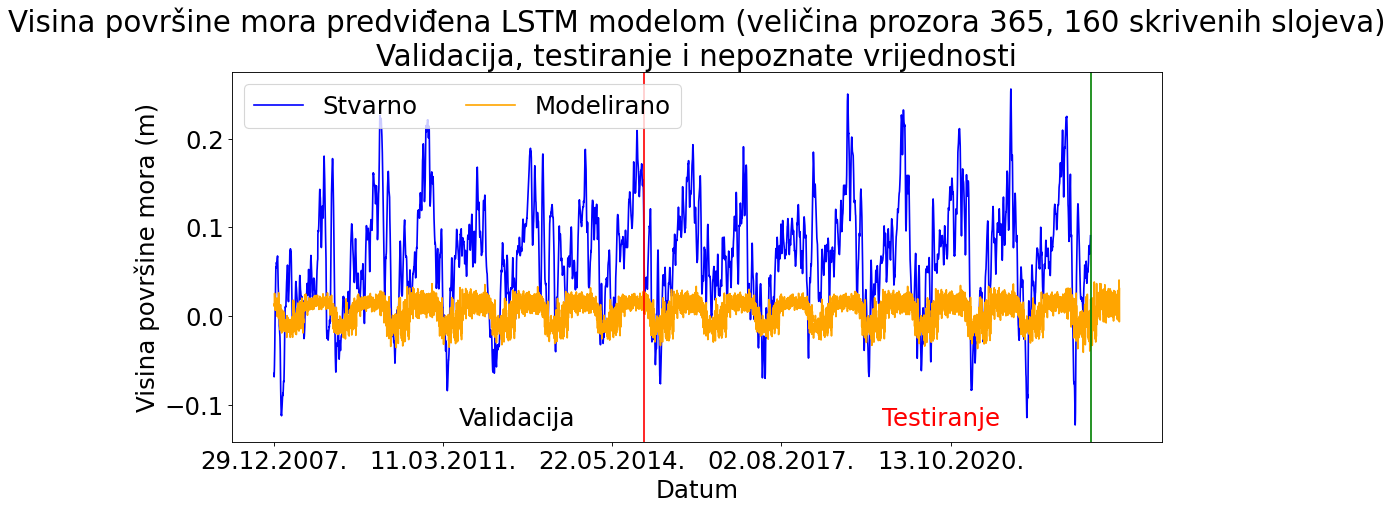 Visina površine mora predviđena LSTM modelom (veličina prozora 365, 160 skrivenih slojeva)
Validacija, testiranje i nepoznate vrijednosti
Stvarno
Modelirano
Visina površine mora (m)
0.2
0.1
0.0
−0.1
Validacija
Testiranje
29.12.2007.
11.03.2011.
22.05.2014.
02.08.2017.
13.10.2020.
Datum